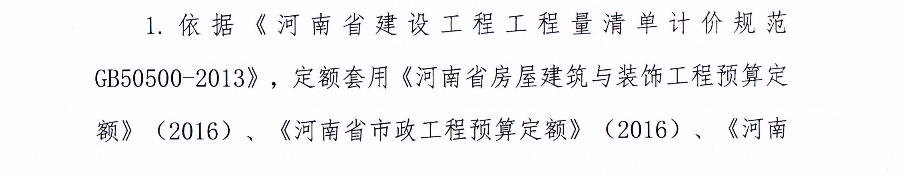 1. 依据《河南省建设工程工程量清单计价规范
GB50500-2013》，定额套用《河南省房屋建筑与装饰工程预算定
额》（2016）、《河南省市政工程预算定额》（2016）、《河南